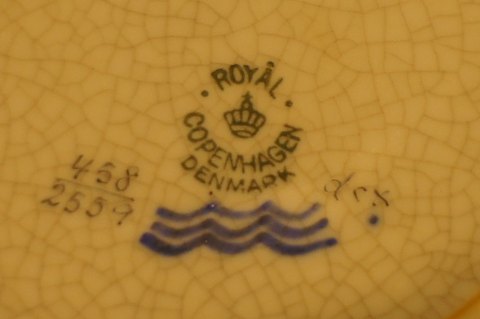 ROYAL
COPENHAGEN
DENMARK
458
2559